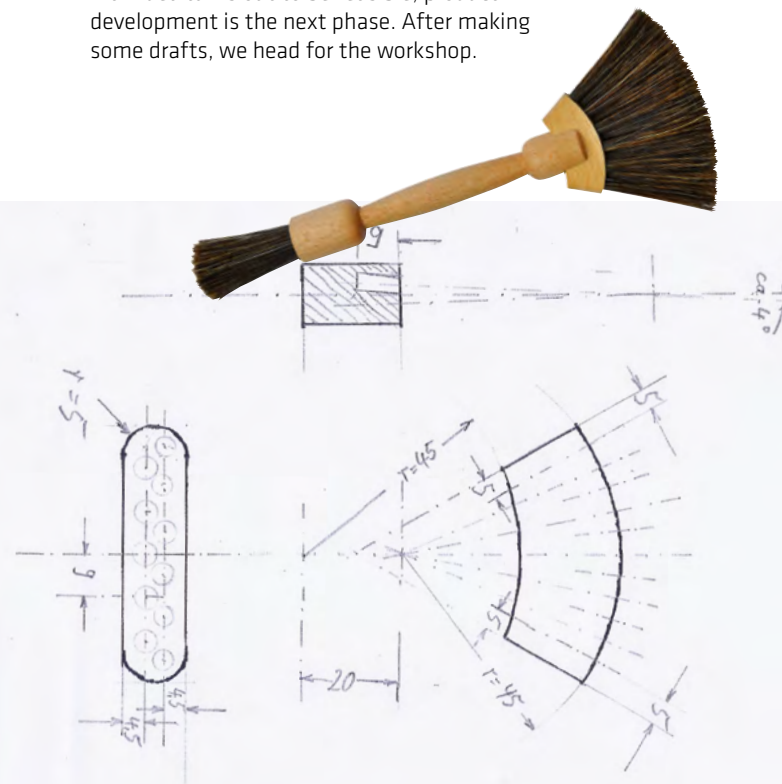 product
development is the next phase. After making
some drafts, we head for the workshop.
ca. 4°
r=5
5
r=45
5
9
5
r=45
20
5
4,5
4,5